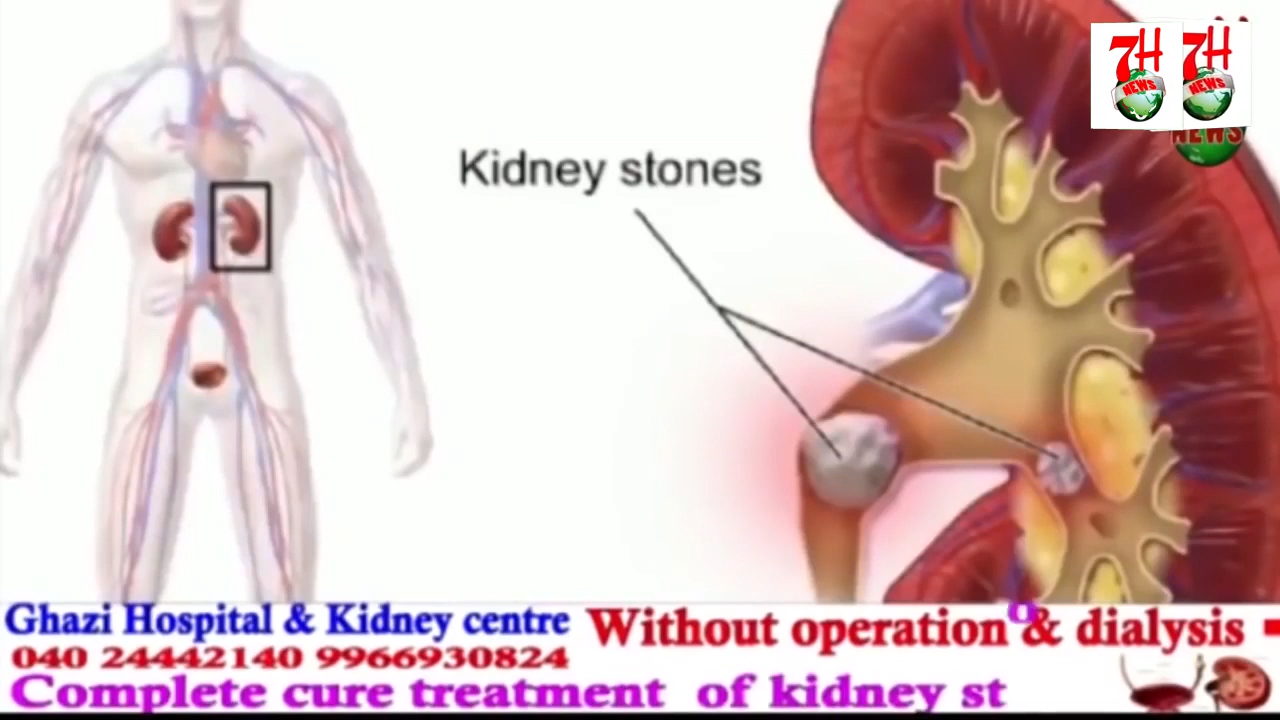 7H 7H
NEWS NEWS
NEWS
Kidney stones
Ghazi Hospital & Kidney centre
040 24442140 9966930824
Without operation & dialysis -
Complete cure treatment of kidney st